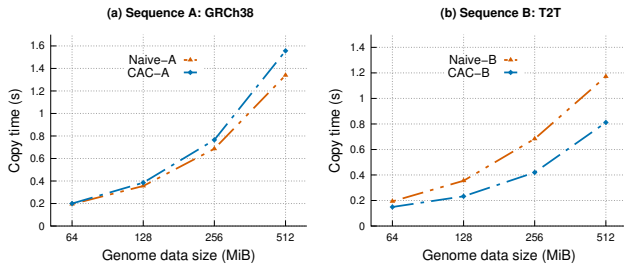 (a) Sequence A: GRCh38
1.6
1.4
1.2
1
0.8
0.6
0.4
0.2
0
Copy time (s)
Naive−A
CAC−A
64 128 256 512
Genome data size (MiB)
(b) Sequence B: T2T
1.4
1.2
1
0.8
0.6
0.4
0.2
0
Copy time (s)
Naive−B
CAC−B
64 128 256 512
Genome data size (MiB)